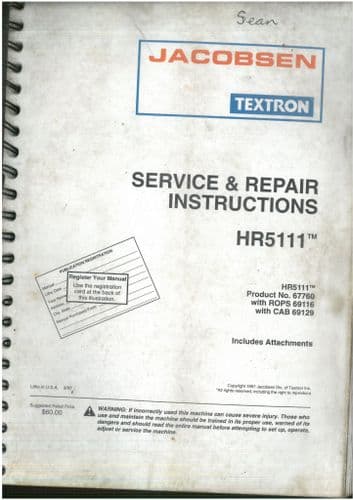 Sean
JACOBSEN
TEXTRON
SERVICE & REPAIR
INSTRUCTIONS
HR5111™
PUBLICATION REGISTRATION
Register Your Manual
Use the registration
card at the back of
this illustration.
HR5111™
Product No. 67760
with ROPS 69116
with CAB 69129
Includes Attachments
Litho in U.S.A.
Copyright 1997 Jacobsen Div. of Textron Inc.
"All rights reserved, including the right to reproduce
Suggested Retail Price
$60.00
WARNING: If incorrectly used this machine can cause severe injury. Those who
use and maintain the machine should be trained in its proper use, warned of its
dangers and should read the entire manual before attempting to set up, operate,
adjust or service the machine.